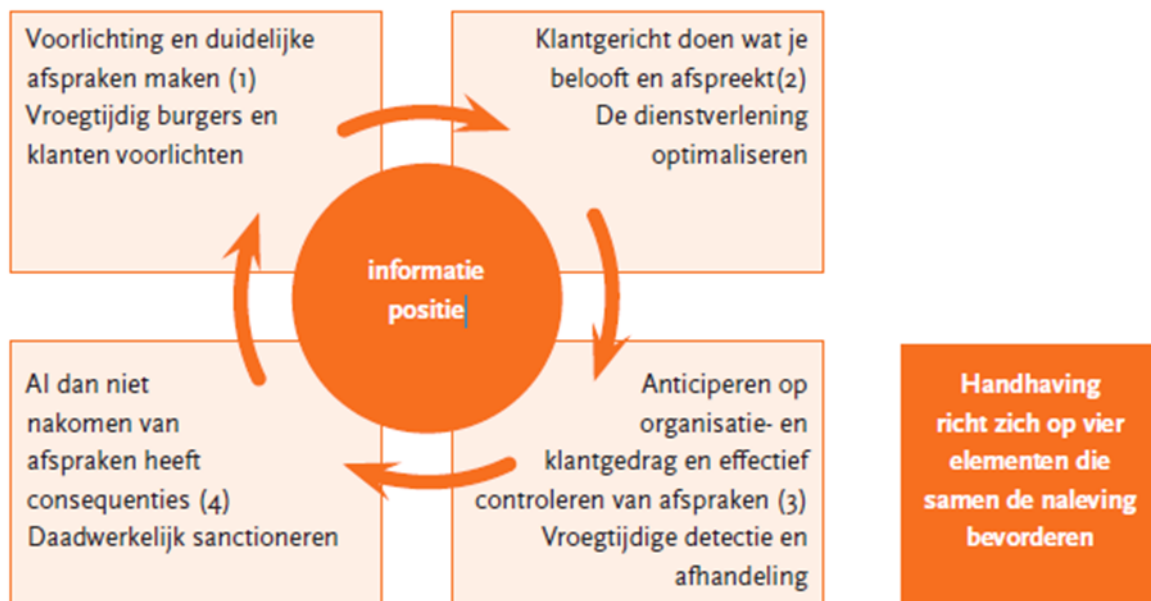 Voorlichting en duidelijke
afspraken maken (1)
Vroegtijdig burgers en
klanten voorlichten
Klantgericht doen wat je
belooft en afspreekt(2)
De dienstverlening
optimaliseren
informatie
positie
Al dan niet
nakomen van
afspraken heeft
consequenties (4)
Daadwerkelijk sanctioneren
Anticiperen op
organisatie- en
klantgedrag en effectief
controleren van afspraken (3)
Vroegtijdige detectie en
afhandeling
Handhaving
richt zich op vier
elementen die
samen de naleving
bevorderen